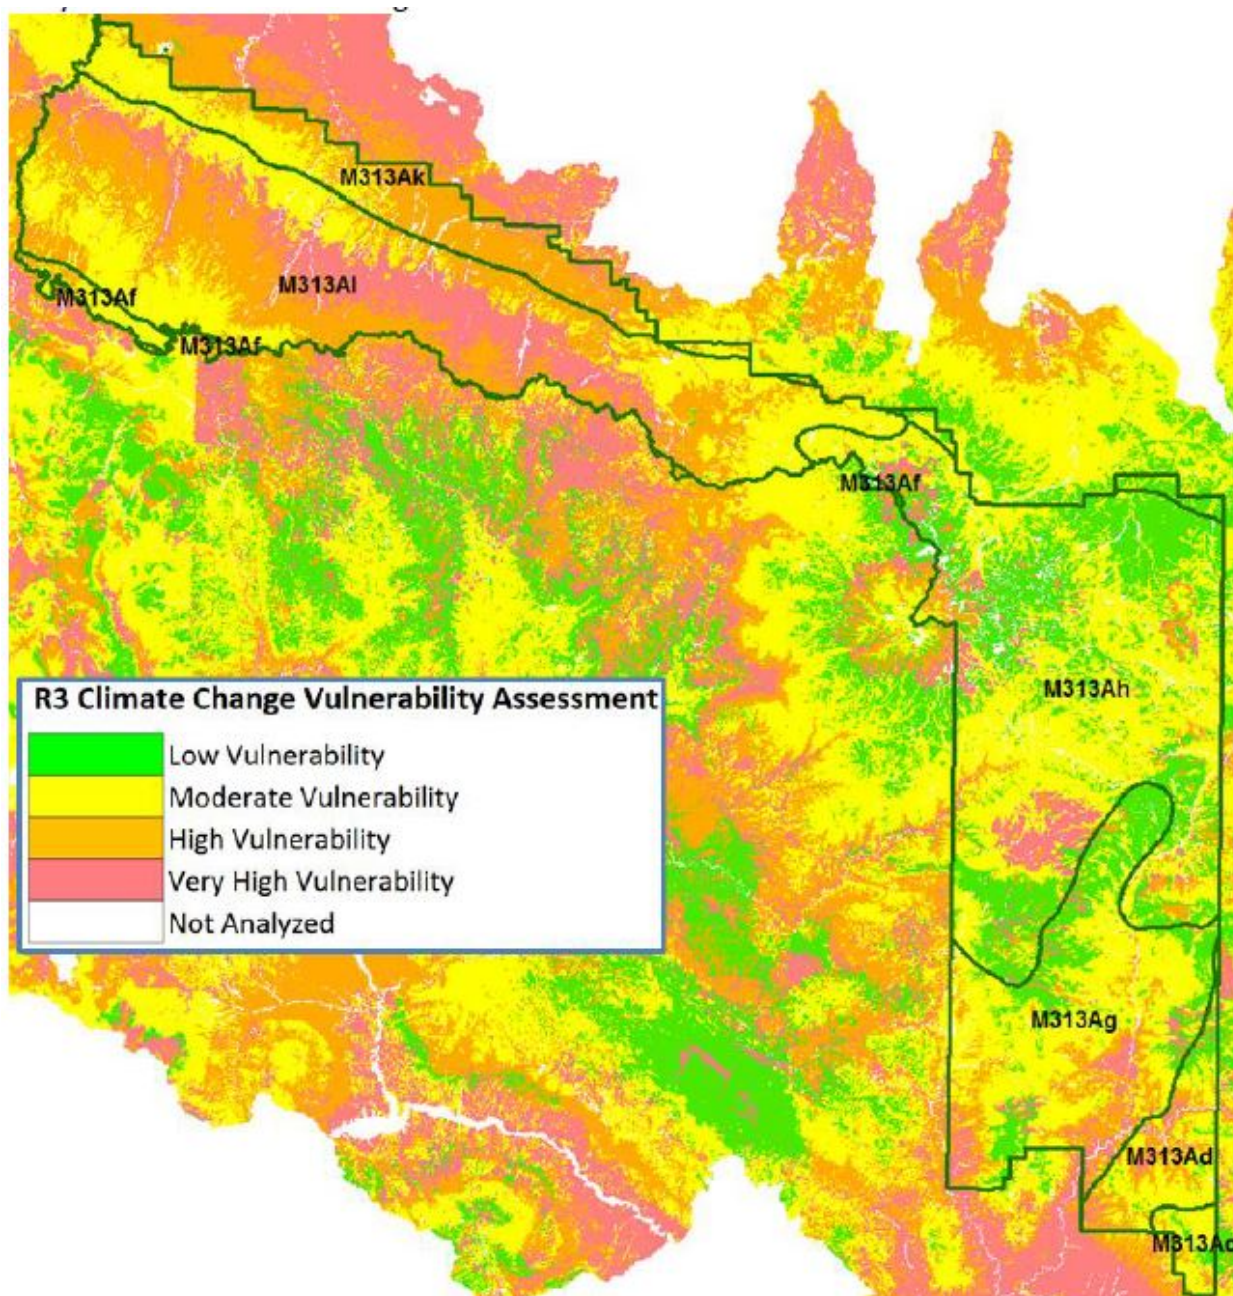 M313Ak
M313Al
M313Af
M313Af
M313Af
R3 Climate Change Vulnerability Assessment
Low Vulnerability
Moderate Vulnerability
High Vulnerability
Very High Vulnerability
Not Analyzed
M313Ah
M313Ag
M313Ad